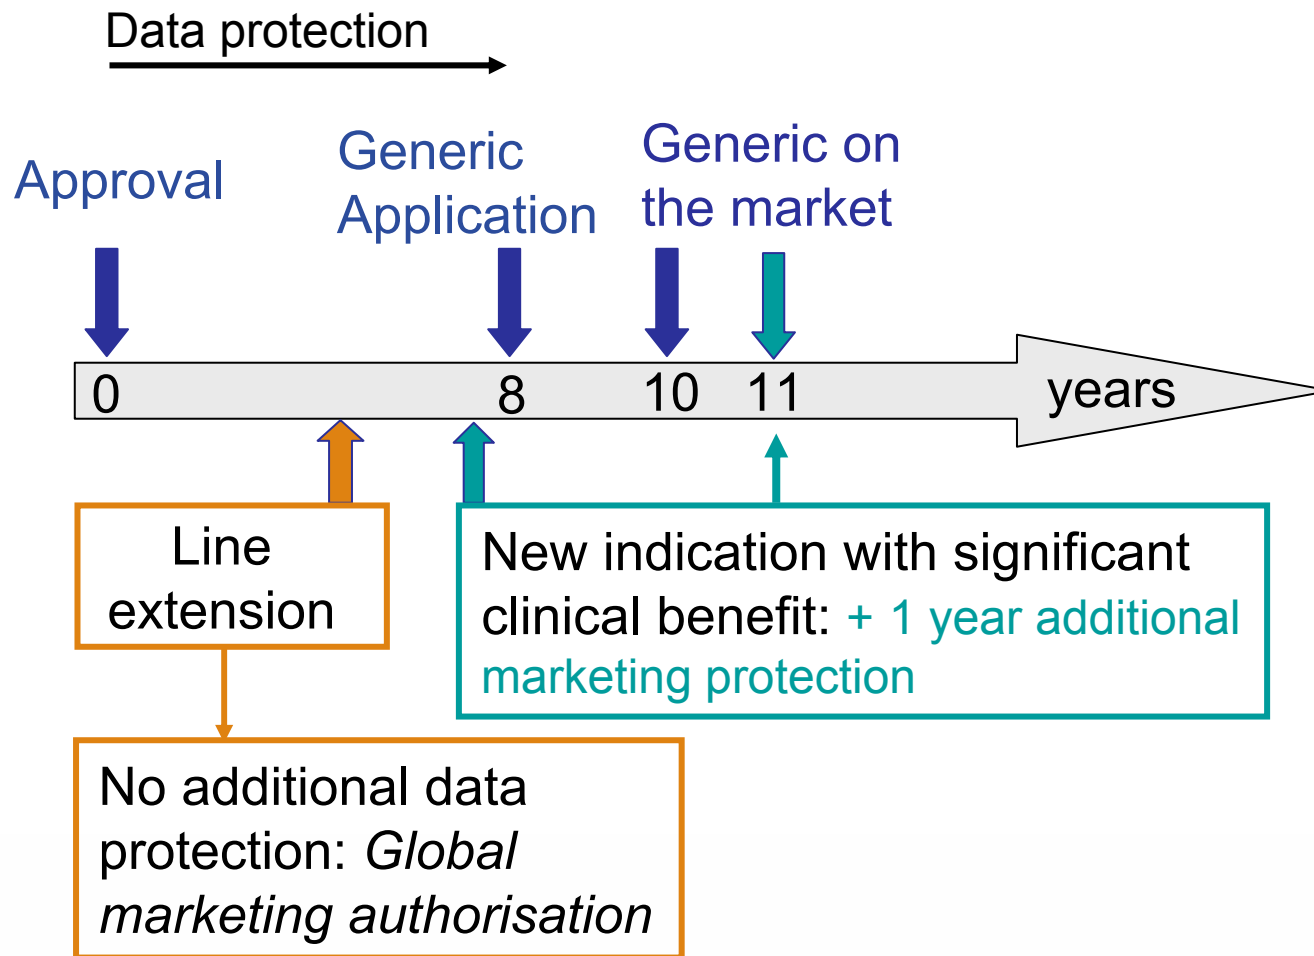 Data protection
Approval
Generic
Application
Generic on
the market
0
8
10
11
years
Line
extension
New indication with significant
clinical benefit: + 1 year additional
marketing protection
No additional data
protection: Global
marketing authorisation